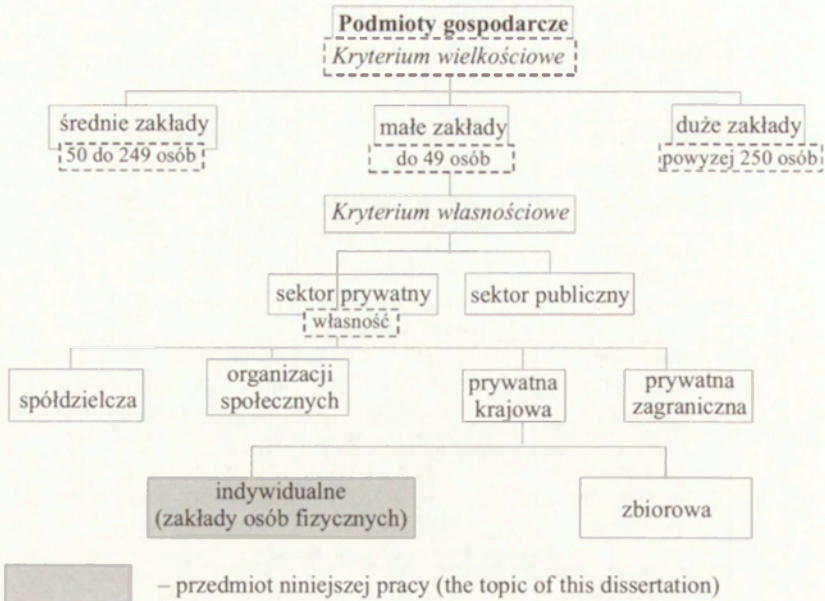 Podmioty gospodarcze
Kryterium wielkościowe
średnie zakłady
50 do 249 osób
małe zakłady
do 49 osób
duże zakłady
powyzej 250 osób
Kryterium własnościowe
sektor prywatny
własność
sektor publiczny
spółdzielcza
organizacji
społecznych
prywatna
krajowa
prywatna
zagraniczna
indywidualne
(zakłady osób fizycznych)
zbiorowa
– przedmiot niniejszej pracy (the topic of this dissertation)